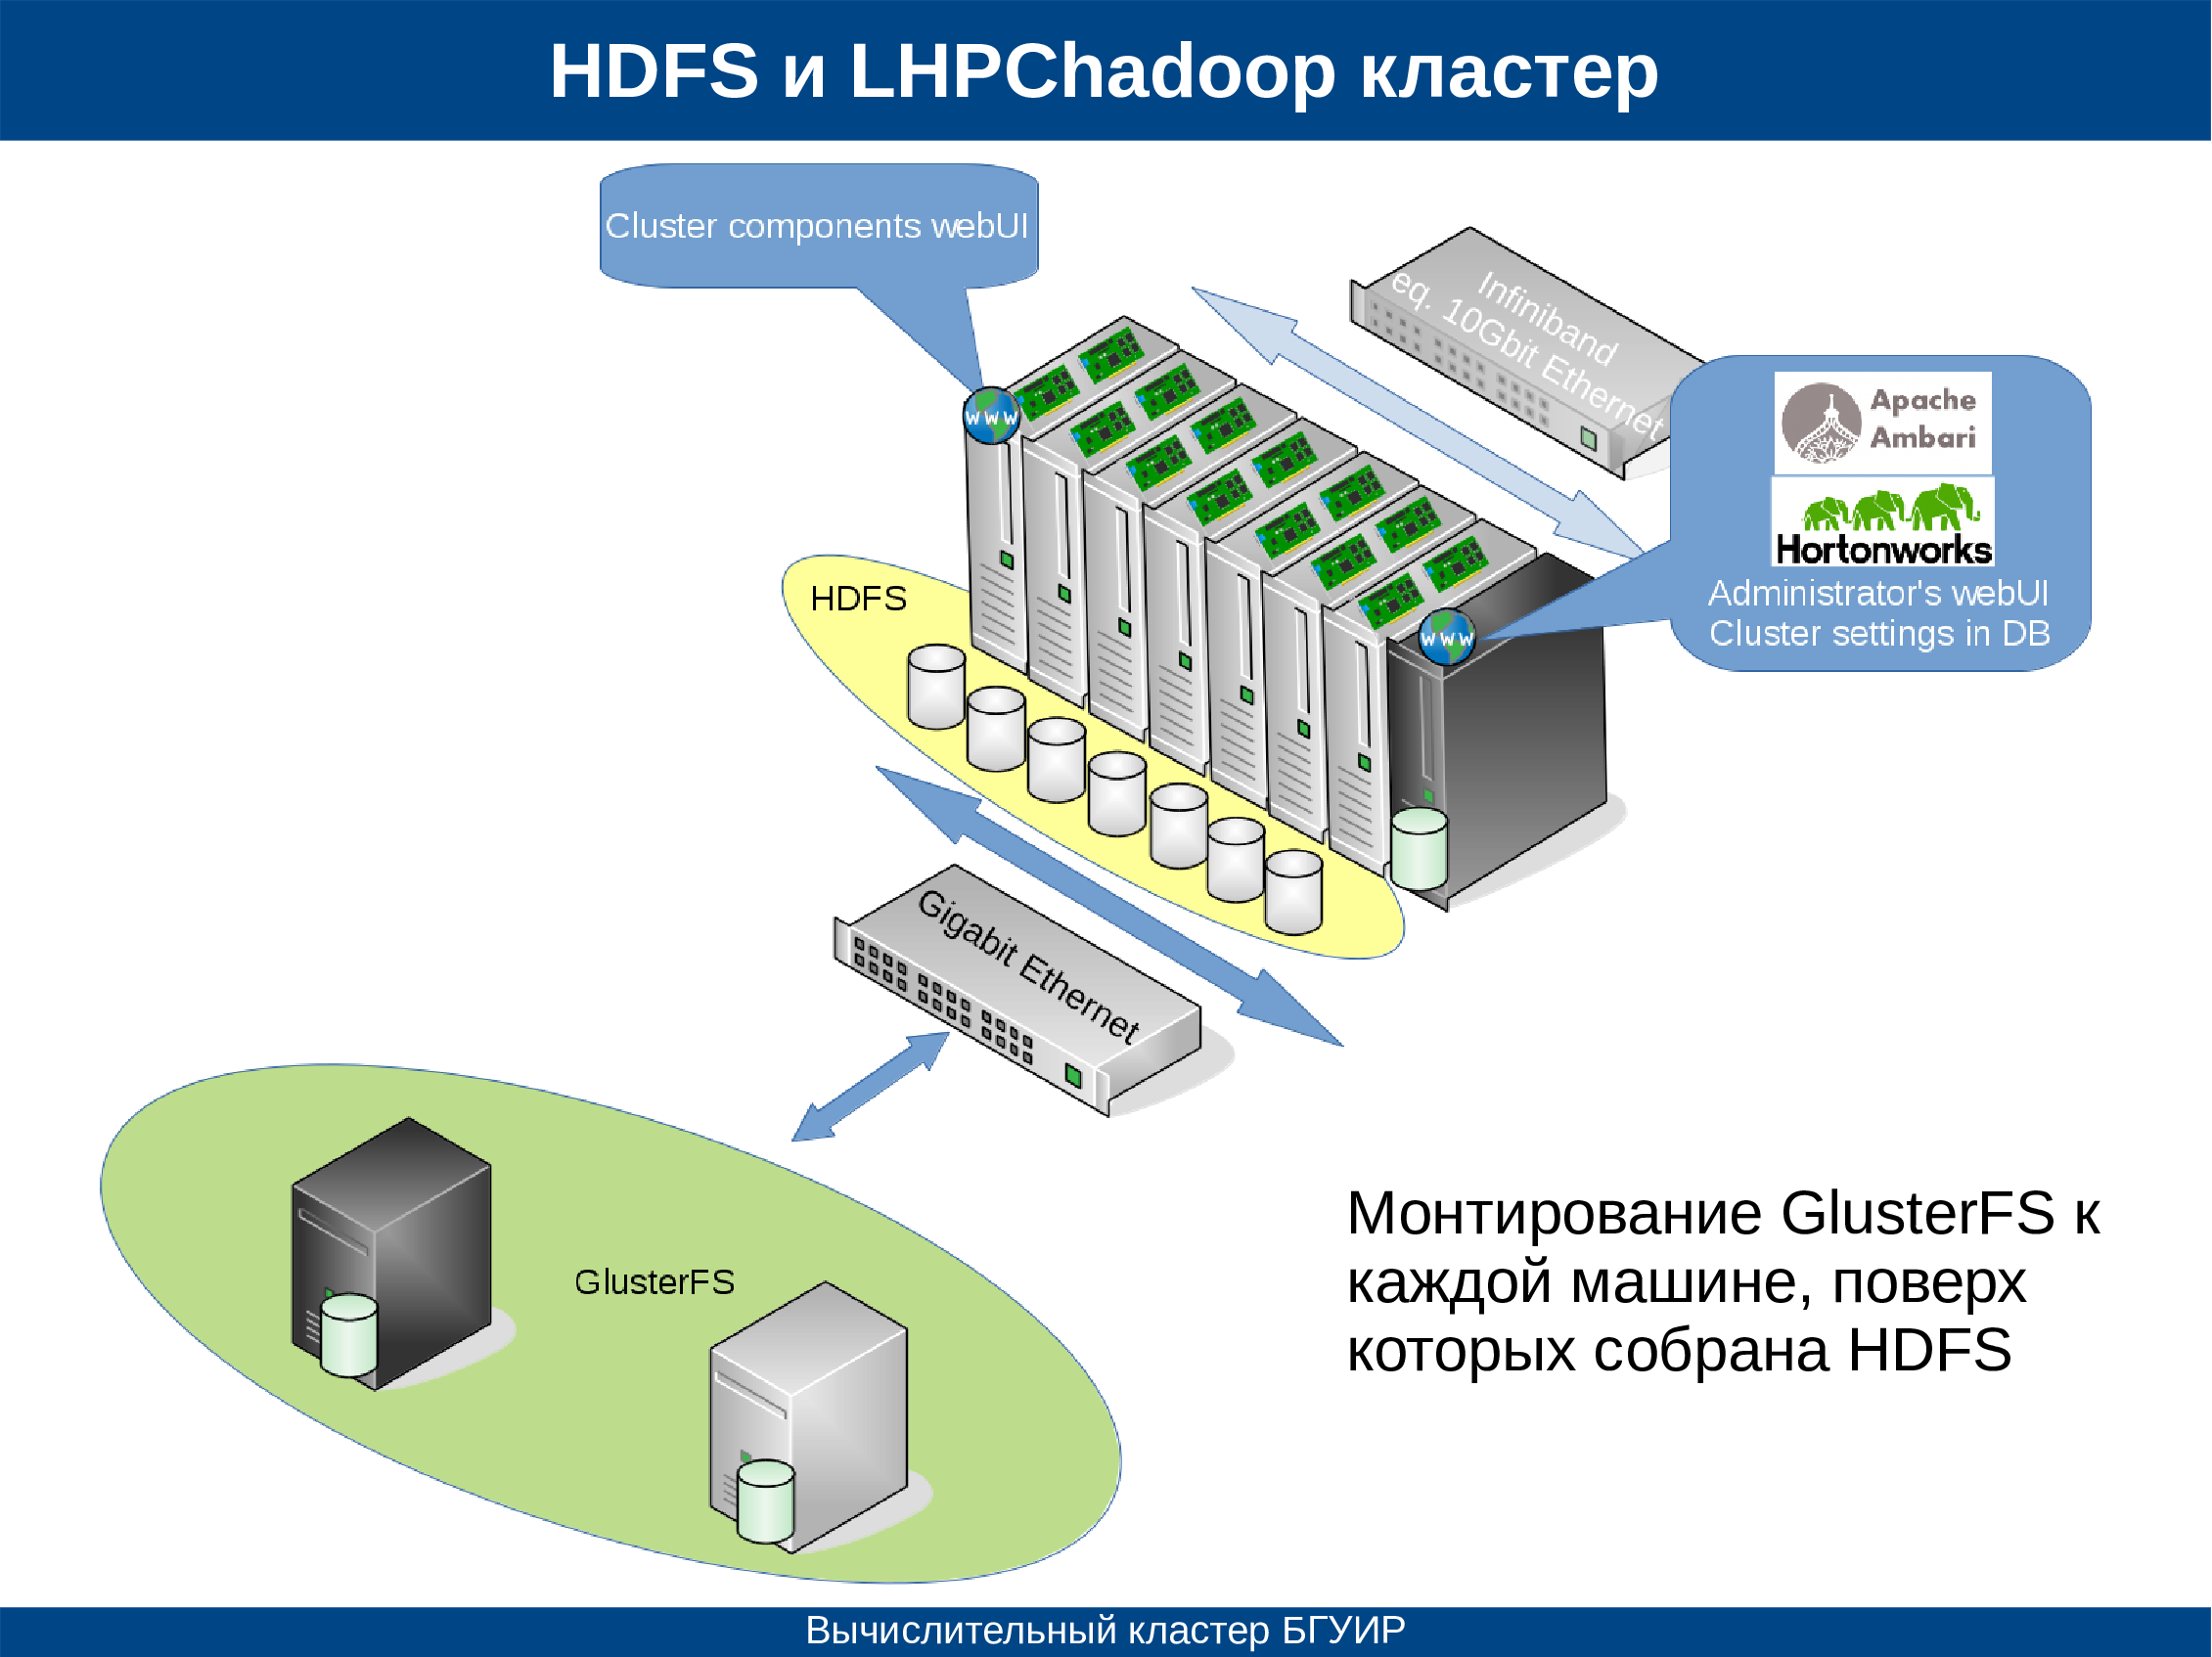 HDFS и LHPChadoop кластер
Cluster components webUI
Infiniband
eq. 10Gbit Ethernet
Apache
Ambari
Hortonworks
Administrator's webUI
Cluster settings in DB
www
HDFS
www
Gigabit Ethernet
GlusterFS
Монтирование GlusterFS к
каждой машине, поверх
которых собрана HDFS
Вычислительный кластер БГУИР